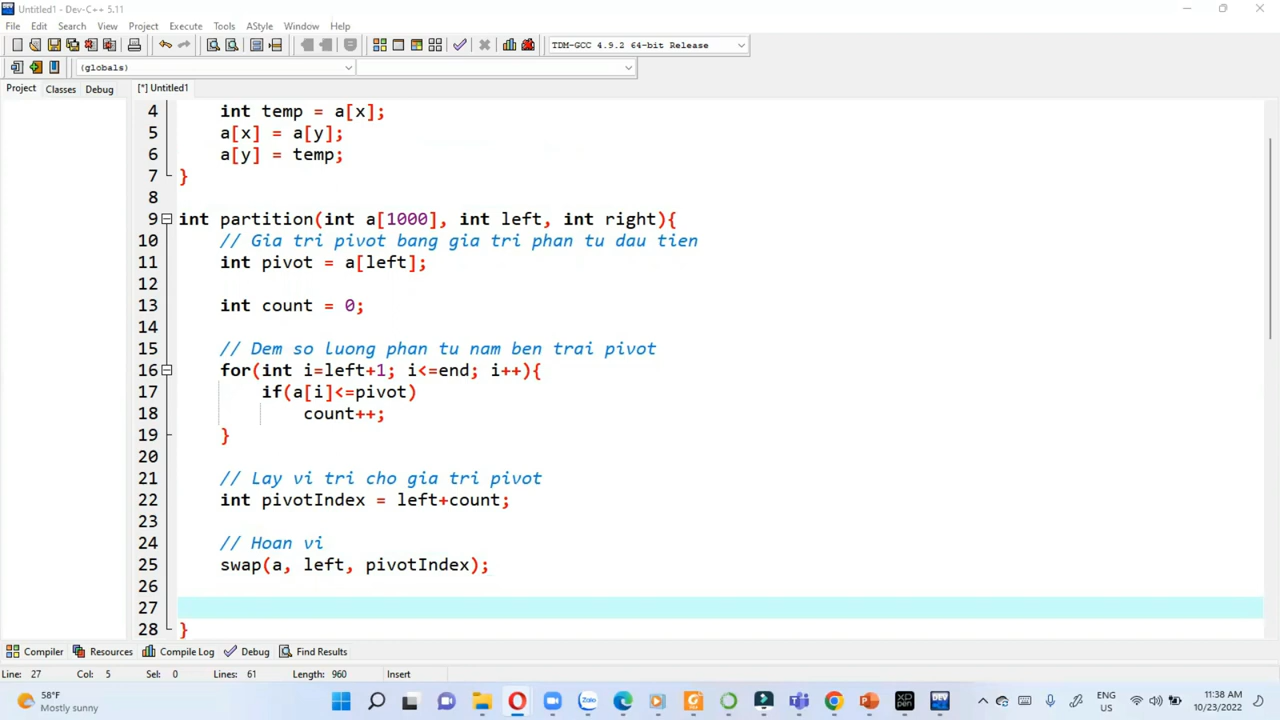 Untitled1 - Dev-C++ 5.11
File Edit Search View Project Execute Tools AStyle Window Help
TDM-GCC 4.9.2 64-bit Release
(globals)
Project Classes Debug [*] Untitled1
4 int temp = a[x];
5 a[x] = a[y];
6 a[y] = temp;
7 }
8
9 int partition(int a[1000], int left, int right){
10 // Gia tri pivot bang gia tri phan tu dau tien
11 int pivot = a[left];
12
13 int count = 0;
14
15 // Dem so luong phan tu nam ben trai pivot
16 for(int i=left+1; i<=end; i++){
17 if(a[i]<=pivot)
18 count++;
19 }
20
21 // Lay vi tri cho gia tri pivot
22 int pivotIndex = left+count;
23
24 // Hoan vi
25 swap(a, left, pivotIndex);
26
27
28 }
Compiler Resources Compile Log Debug Find Results
Line: 27 Col: 5 Sel: 0 Lines: 61 Length: 960 Insert
58°F
Mostly sunny
Zalo
XP PEN
DEV
ENG
US
11:38 AM
10/23/2022